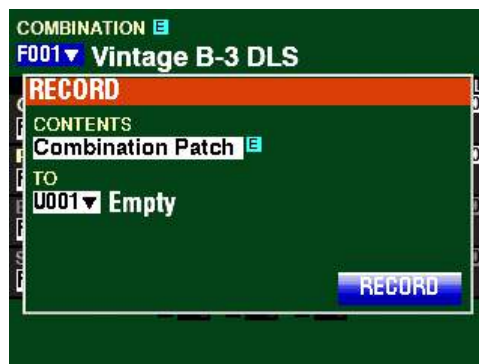 COMBINATION E
F001▼ Vintage B-3 DLS
RECORD
CONTENTS
Combination Patch E
TO
U001▼ Empty
RECORD